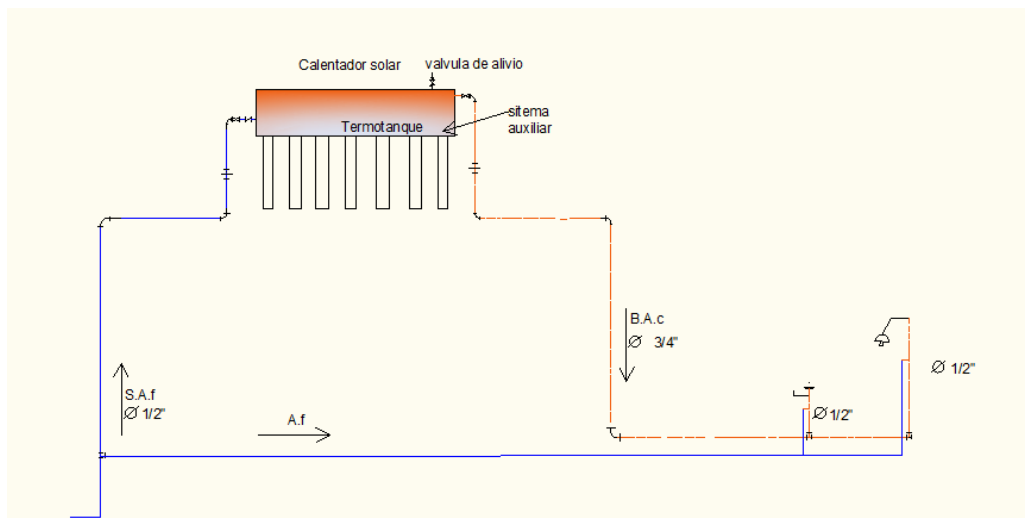 Calentador solar
valvula de alivio
Termotanque
sitema
auxiliar
B.A.c
Ø 3/4"
S.A.f
Ø 1/2"
A.f
Ø 1/2"
Ø 1/2"